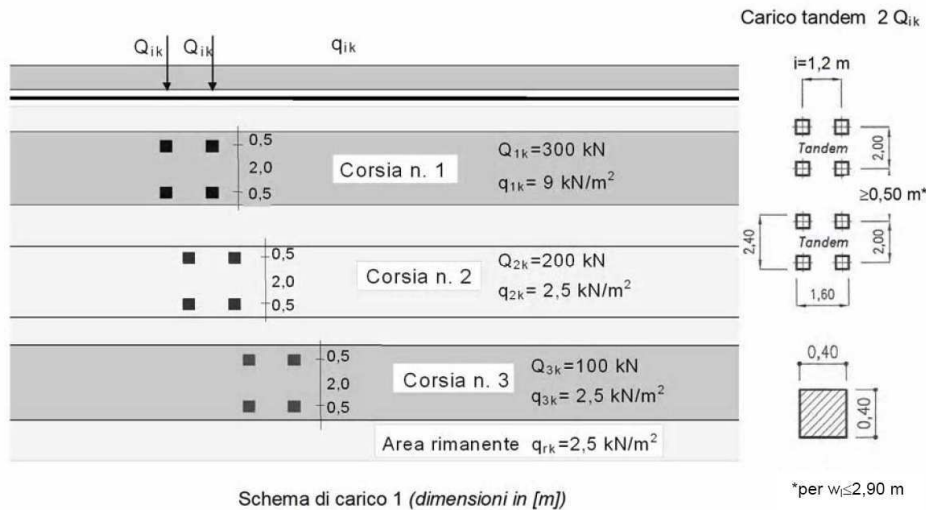 Carico tandem 2 Qik
Qik Qik qik
i=1,2 m
Tandem
2,00
≥0,50 m*
2,40
Tandem
2,00
1,60
0,5
2,0
0,5
Corsia n. 1
Q1k=300 kN
q1k= 9 kN/m²
0,5
2,0
0,5
Corsia n. 2
Q2k=200 kN
q2k= 2,5 kN/m²
0,5
2,0
0,5
Corsia n. 3
Q3k=100 kN
q3k= 2,5 kN/m²
0,40
0,40
Area rimanente qrk=2,5 kN/m²
*per wl≤2,90 m
Schema di carico 1 (dimensioni in [m])